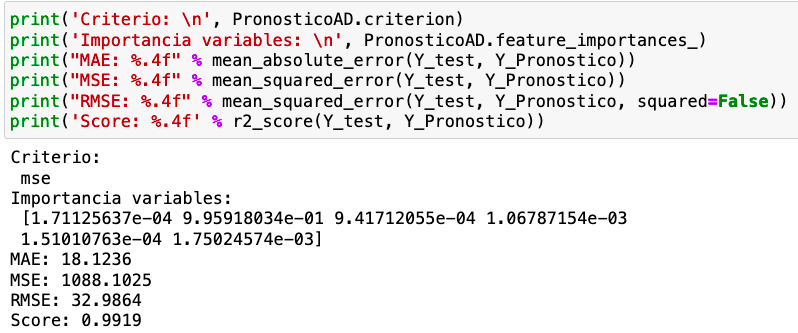 print('Criterio: \n', PronosticoAD.criterion)
print('Importancia variables: \n', PronosticoAD.feature_importances_)
print("MAE: %.4f" % mean_absolute_error(Y_test, Y_Pronostico))
print("MSE: %.4f" % mean_squared_error(Y_test, Y_Pronostico))
print("RMSE: %.4f" % mean_squared_error(Y_test, Y_Pronostico, squared=False))
print('Score: %.4f' % r2_score(Y_test, Y_Pronostico))
Criterio:
 mse
Importancia variables:
 [1.71125637e-04 9.95918034e-01 9.41712055e-04 1.06787154e-03
 1.51010763e-04 1.75024574e-03]
MAE: 18.1236
MSE: 1088.1025
RMSE: 32.9864
Score: 0.9919